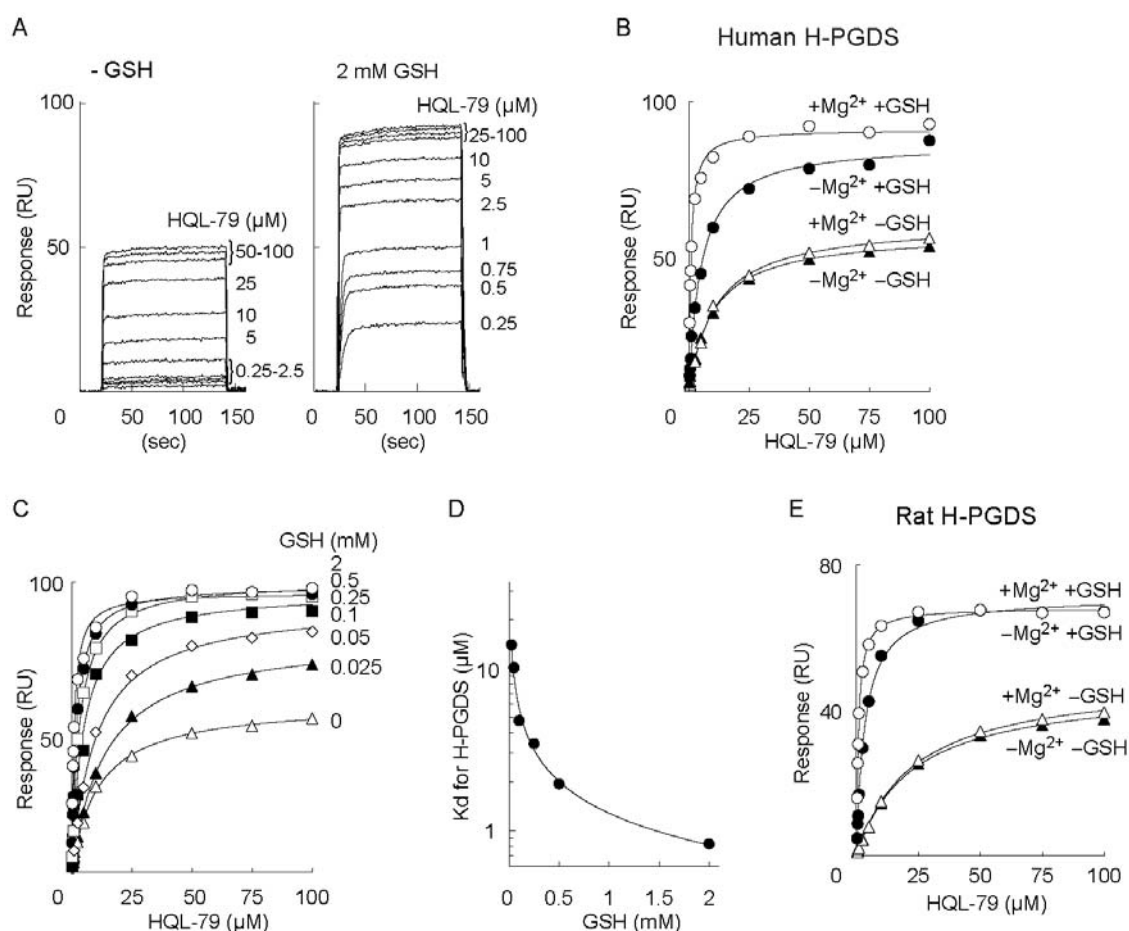 A
- GSH
2 mM GSH
HQL-79 (µM)
25-100
10
5
2.5
1
0.75
0.5
0.25
HQL-79 (µM)
50-100
25
10
5
0.25-2.5
100
50
0
Response (RU)
0 50 100 150
(sec)
50 100 150
(sec)
B
Human H-PGDS
+Mg²⁺ +GSH
–Mg²⁺ +GSH
+Mg²⁺ –GSH
–Mg²⁺ –GSH
100
50
Response (RU)
0 25 50 75 100
HQL-79 (µM)
C
GSH (mM)
2
0.5
0.25
0.1
0.05
0.025
0
100
50
Response (RU)
0 25 50 75 100
HQL-79 (µM)
D
10
1
Kd for H-PGDS (µM)
0 0.5 1 1.5 2
GSH (mM)
E
Rat H-PGDS
+Mg²⁺ +GSH
–Mg²⁺ +GSH
+Mg²⁺ –GSH
–Mg²⁺ –GSH
80
40
Response (RU)
0 25 50 75 100
HQL-79 (µM)